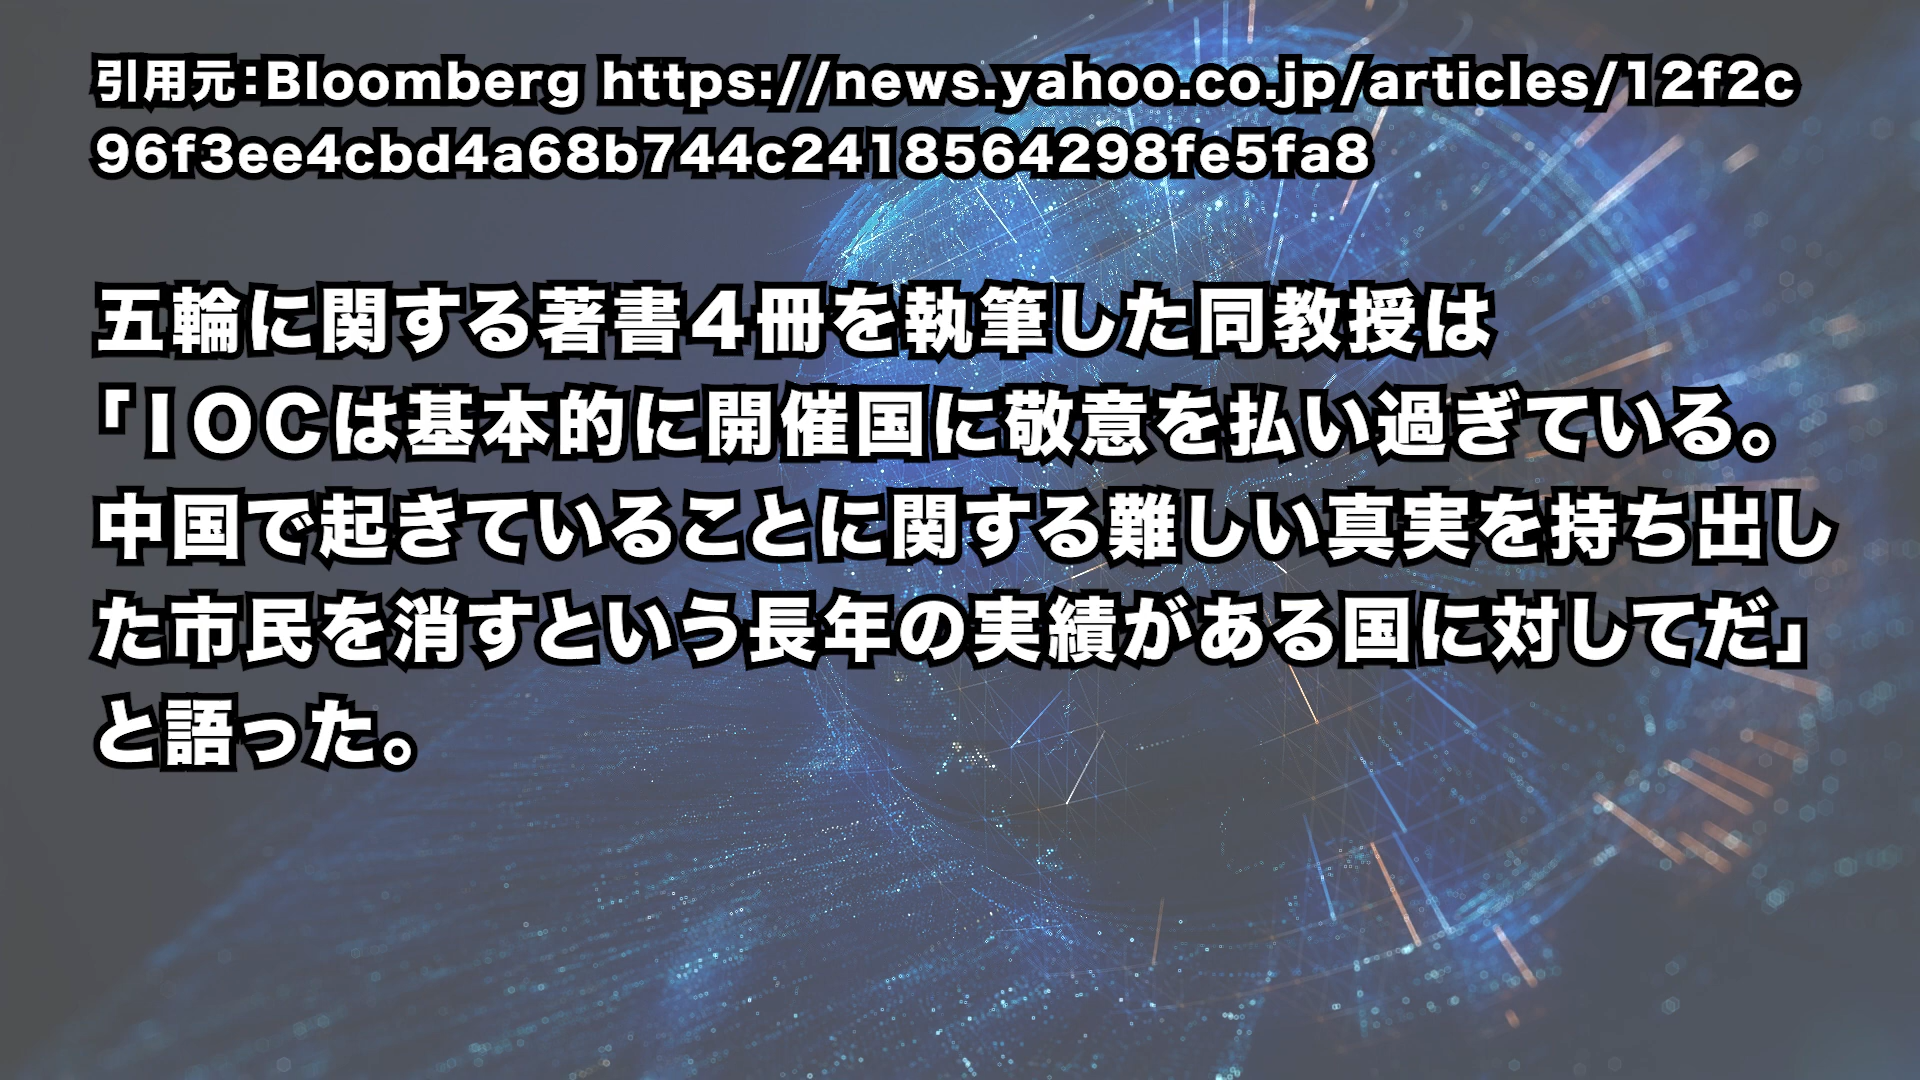 引用元：Bloomberg https://news.yahoo.co.jp/articles/12f2c
96f3ee4cbd4a68b744c2418564298fe5fa8
五輪に関する著書４冊を執筆した同教授は
「ＩＯＣは基本的に開催国に敬意を払い過ぎている。
中国で起きていることに関する難しい真実を持ち出し
た市民を消すという長年の実績がある国に対してだ」
と語った。